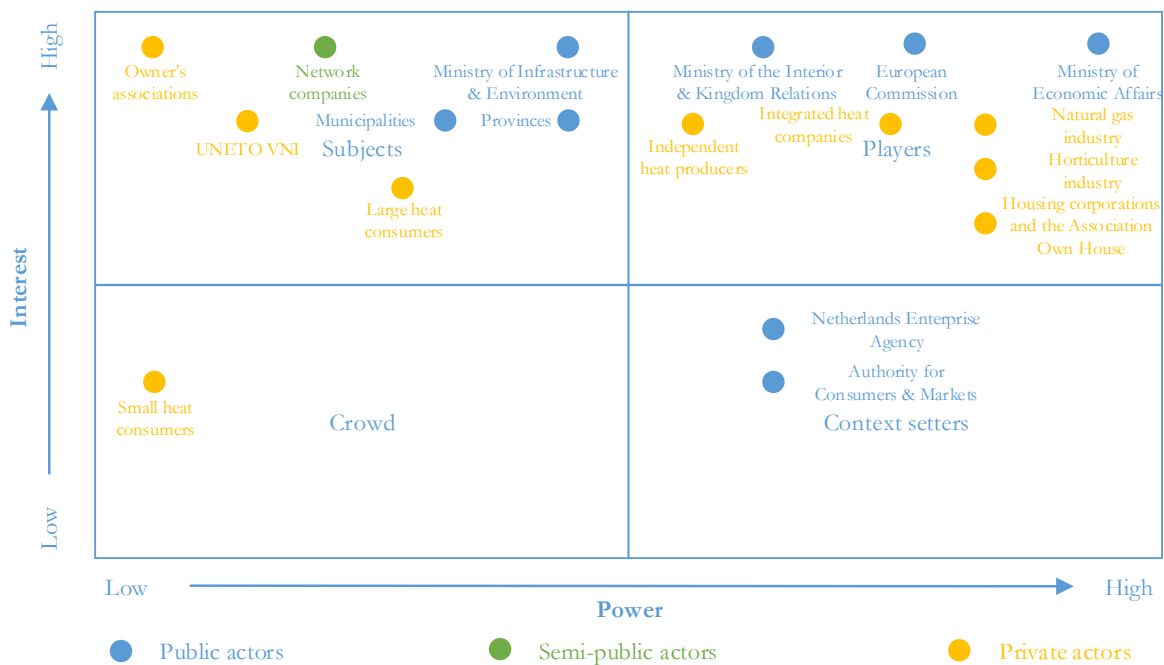 High
Owner's
associations
Network
companies
Ministry of Infrastructure
& Environment
Ministry of the Interior
& Kingdom Relations
European
Commission
Ministry of
Economic Affairs
UNETO VNI
Municipalities
Provinces
Subjects
Large heat
consumers
Independent
heat producers
Integrated heat
companies
Players
Natural gas
industry
Horticulture
industry
Housing corporations
and the Association
Own House
Interest
Small heat
consumers
Crowd
Netherlands Enterprise
Agency
Authority for
Consumers & Markets
Context setters
Low
Low
High
Power
Public actors
Semi-public actors
Private actors